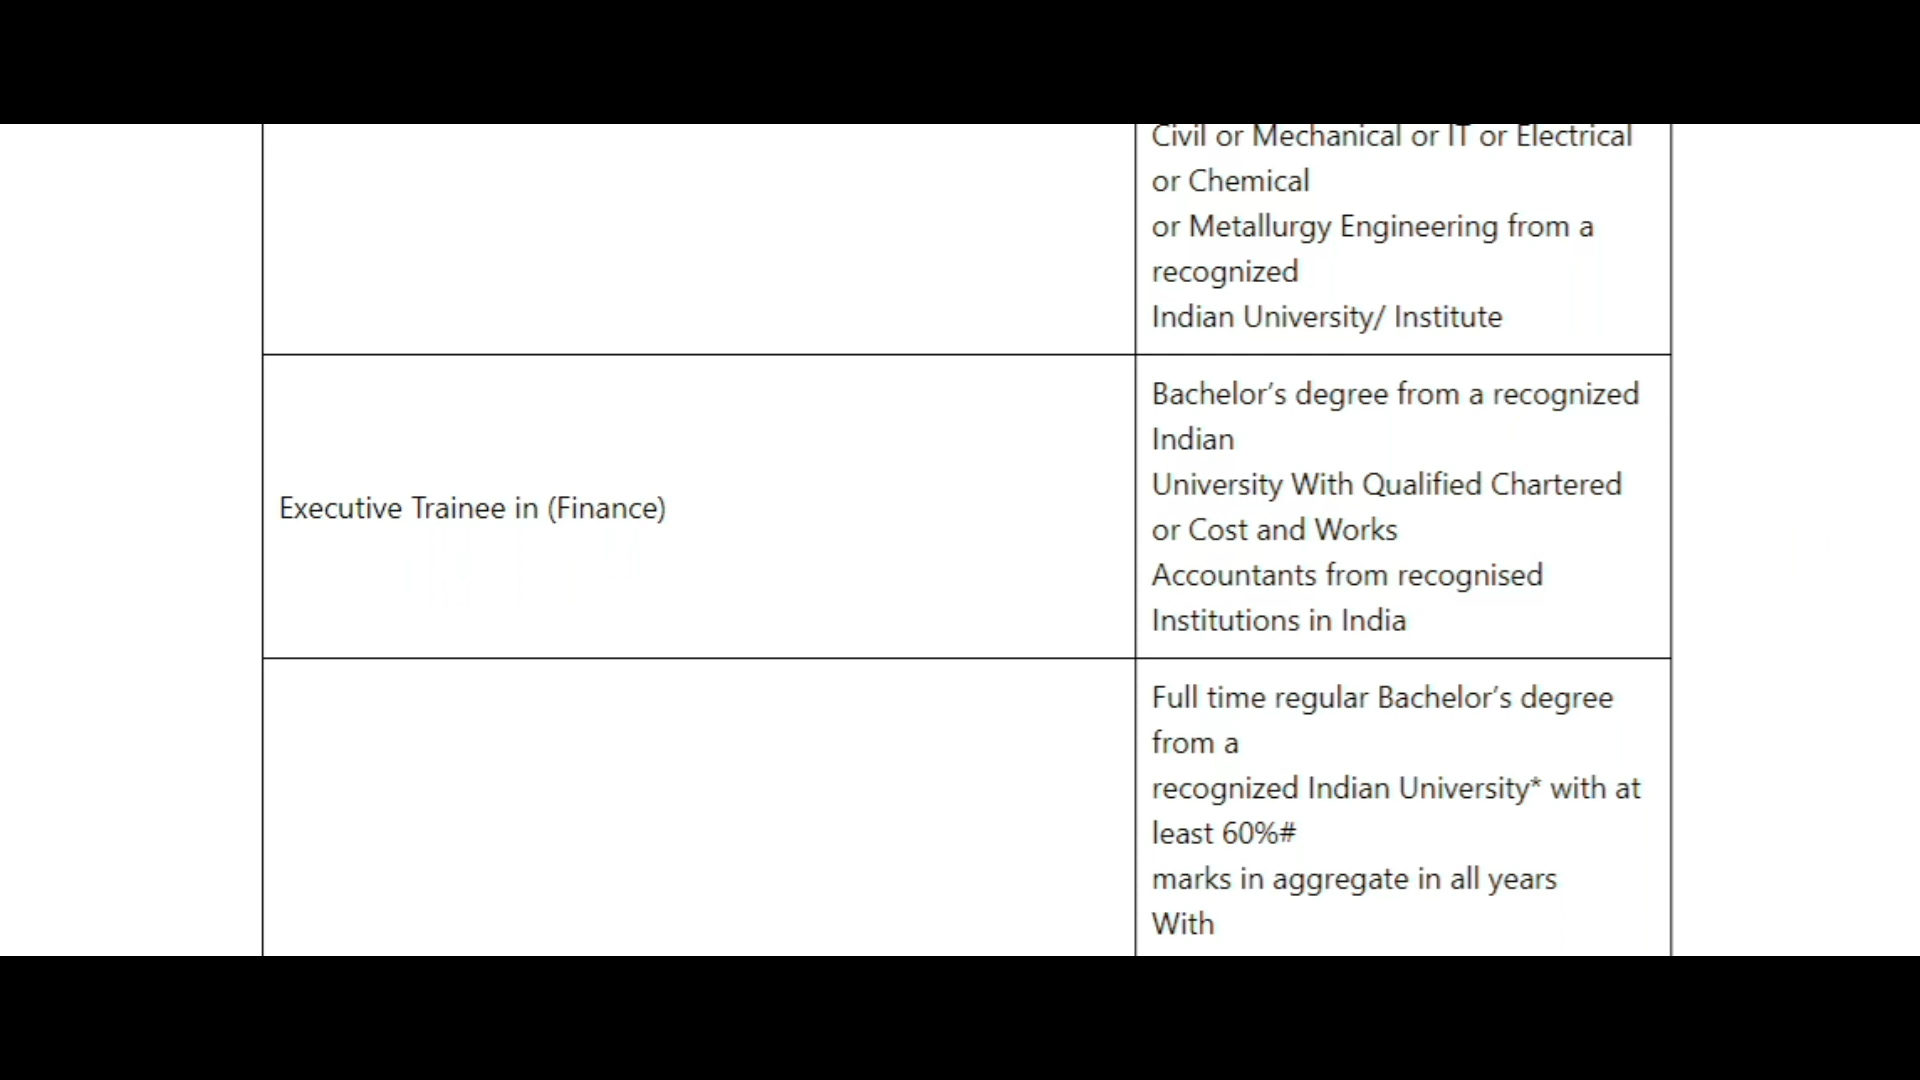 Civil or Mechanical or IT or Electrical
or Chemical
or Metallurgy Engineering from a
recognized
Indian University/ Institute
Executive Trainee in (Finance)
Bachelor’s degree from a recognized
Indian
University With Qualified Chartered
or Cost and Works
Accountants from recognised
Institutions in India
Full time regular Bachelor’s degree
from a
recognized Indian University* with at
least 60%#
marks in aggregate in all years
With